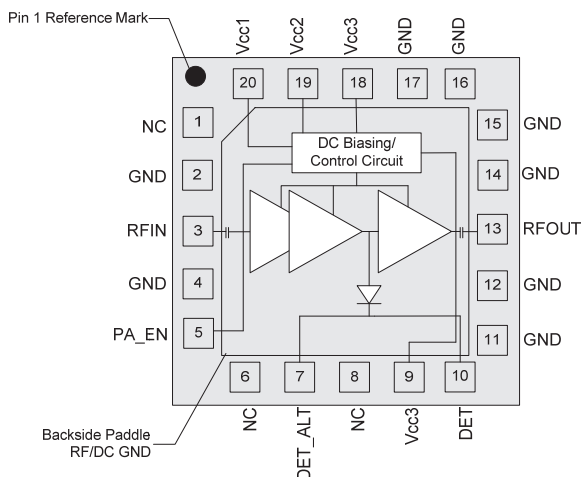 Pin 1 Reference Mark
Vcc1
Vcc2
Vcc3
GND
GND
20
19
18
17
16
NC
1
DC Biasing/
Control Circuit
15
GND
GND
2
14
GND
RFIN
3
13
RFOUT
GND
4
12
GND
PA_EN
5
11
GND
6
7
8
9
10
NC
DET_ALT
NC
Vcc3
DET
Backside Paddle
RF/DC GND